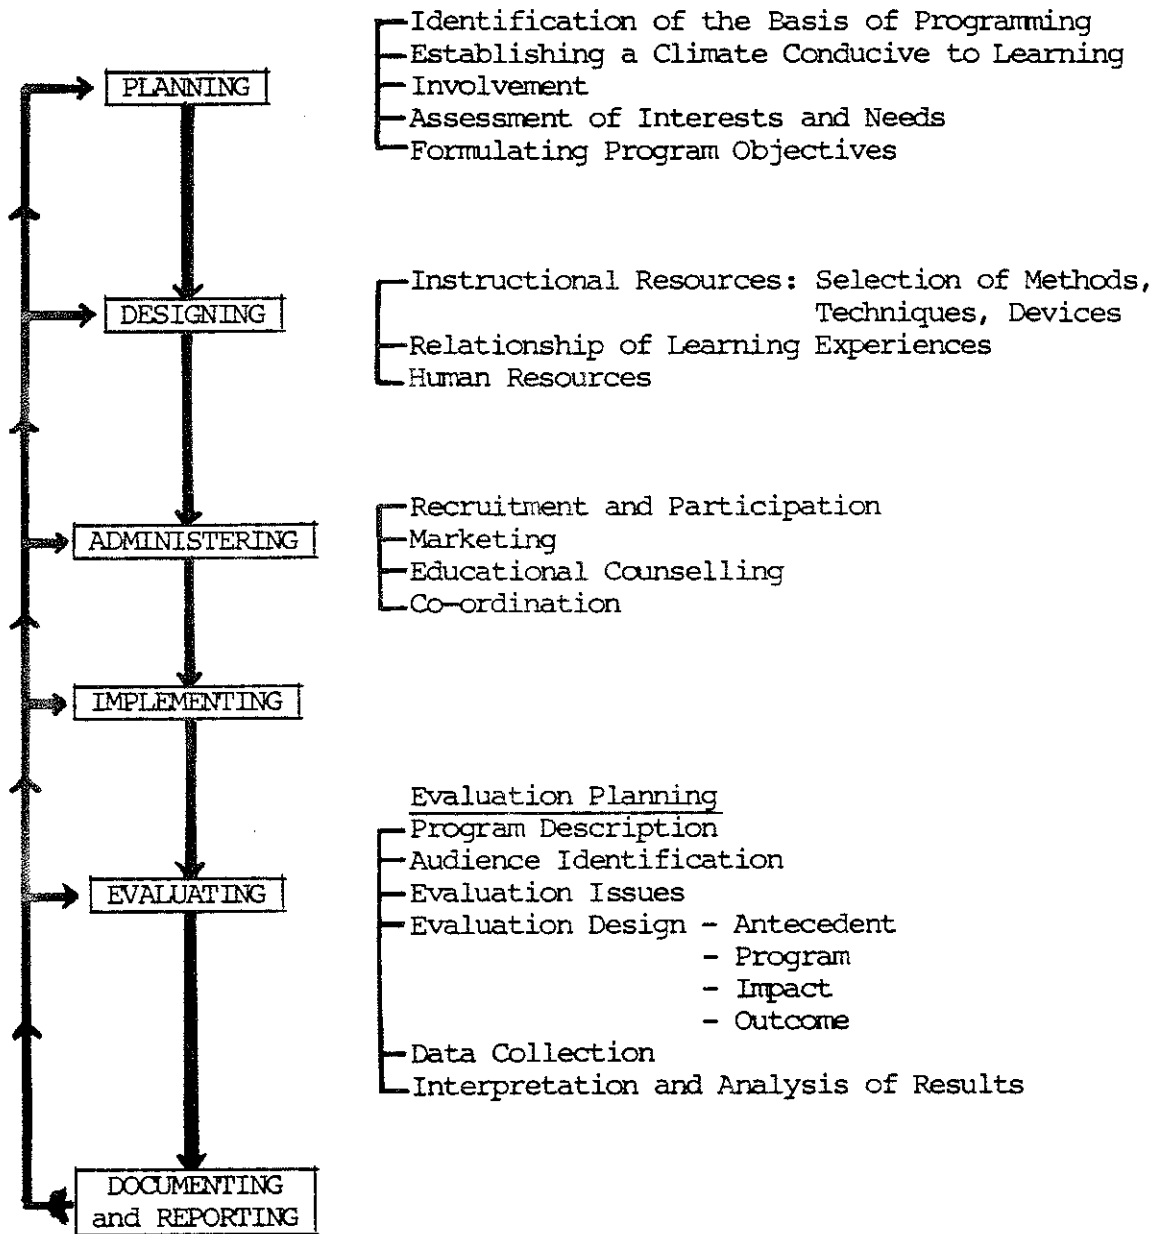 Identification of the Basis of Programming
Establishing a Climate Conducive to Learning
PLANNING
Involvement
Assessment of Interests and Needs
Formulating Program Objectives
Instructional Resources: Selection of Methods,
Techniques, Devices
DESIGNING
Relationship of Learning Experiences
Human Resources
Recruitment and Participation
ADMINISTERING
Marketing
Educational Counselling
Co-ordination
IMPLEMENTING
Evaluation Planning
Program Description
Audience Identification
EVALUATING
Evaluation Issues
Evaluation Design - Antecedent
- Program
- Impact
- Outcome
Data Collection
Interpretation and Analysis of Results
DOCUMENTING
and REPORTING